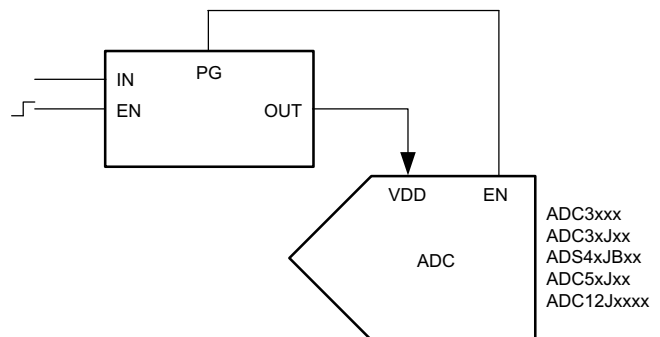 PG
IN
EN
OUT
VDD
EN
ADC
ADC3xxx
ADC3xJxx
ADS4xJBxx
ADC5xJxx
ADC12Jxxxx